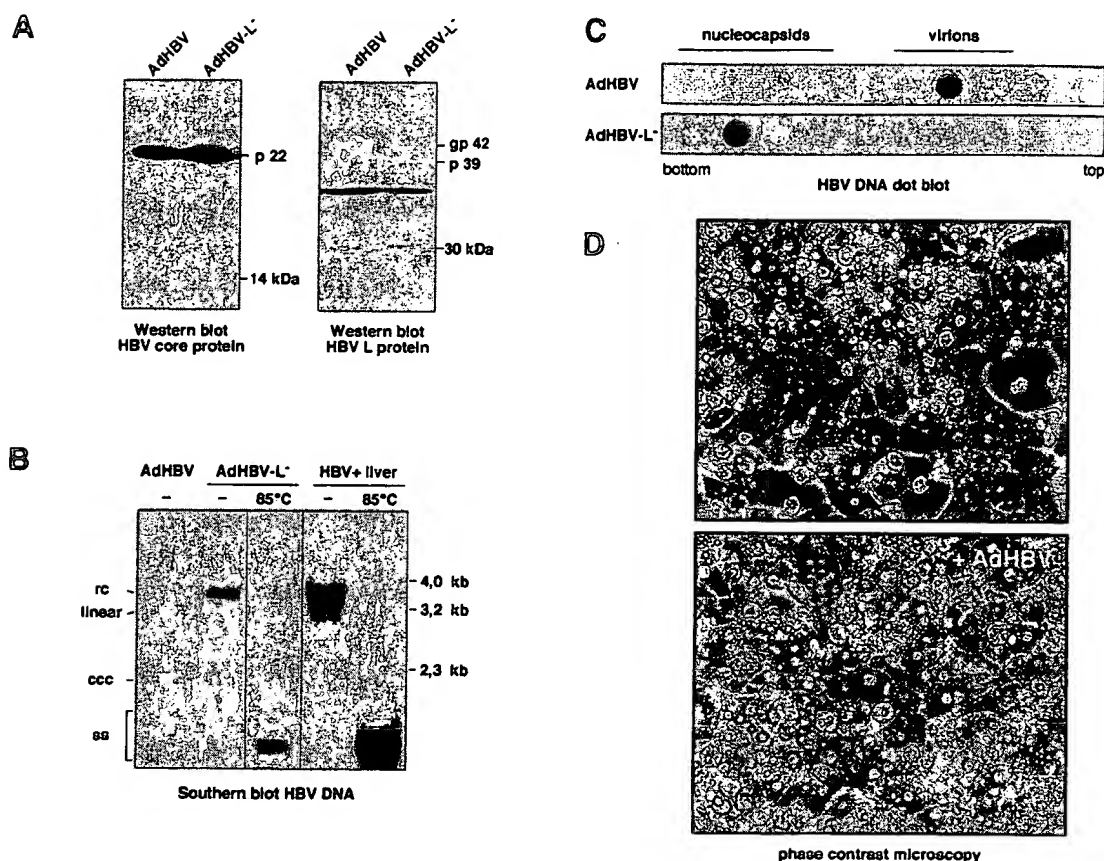 A
AdHBV
AdHBV-L-
AdHBV
AdHBV-L-
p 22
14 kDa
gp 42
p 39
30 kDa
Western blot
HBV core protein
Western blot
HBV L protein
C
nucleocapsids
virions
AdHBV
AdHBV-L-
bottom
top
HBV DNA dot blot
B
AdHBV
AdHBV-L-
HBV+ liver
–
–
85°C
–
85°C
rc
linear
ccc
ss
4,0 kb
3,2 kb
2,3 kb
Southern blot HBV DNA
D
+ AdHBV
phase contrast microscopy